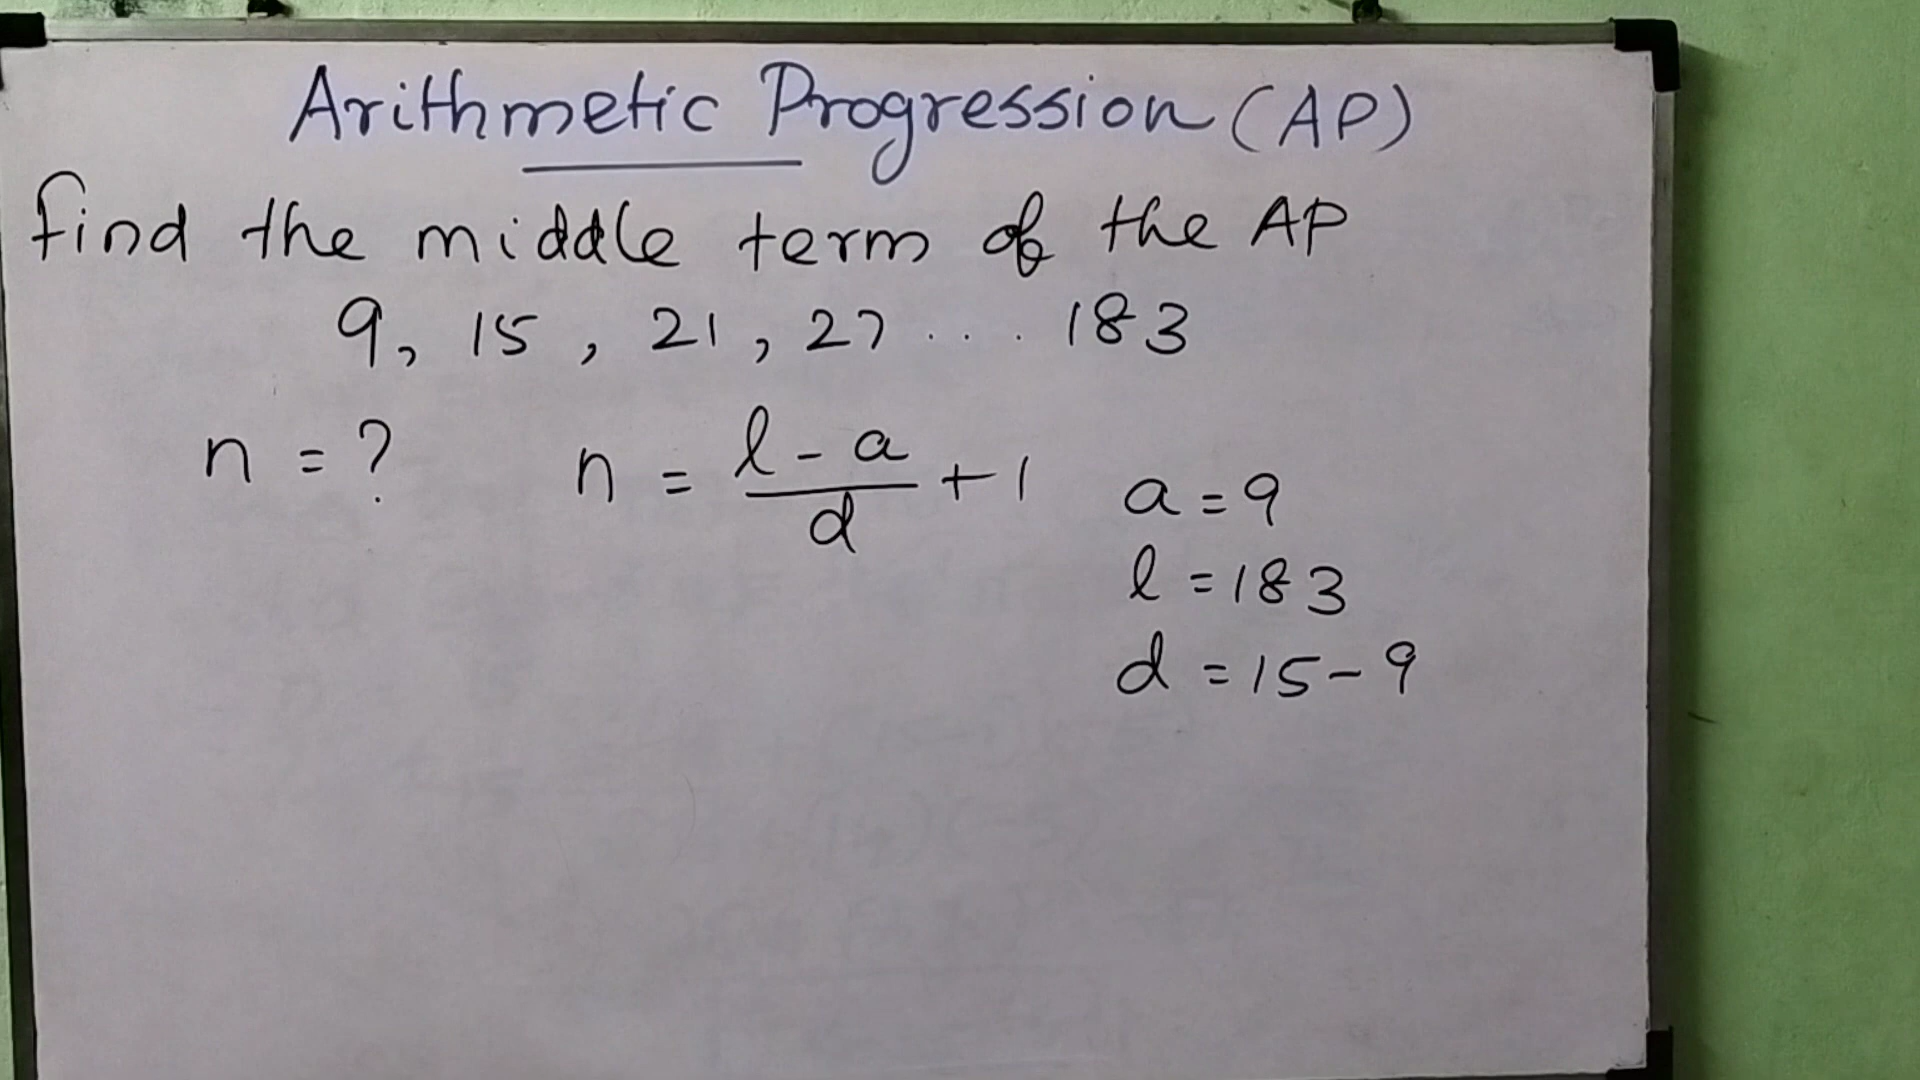 Arithmetic Progression (AP)
find the middle term of the AP
9, 15, 21, 27 . . . 183
n = ? n = \frac{l - a}{d} + 1
a = 9
l = 183
d = 15 - 9